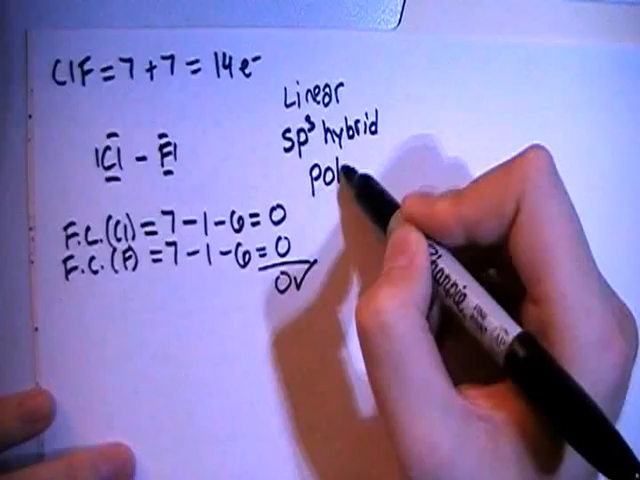 ClF = 7 + 7 = 14 e-
Linear
sp³ hybrid
pol
|Cl - F|
F.C.(Cl) = 7 - 1 - 6 = 0
F.C.(F) = 7 - 1 - 6 = 0
0✓
Sharpie